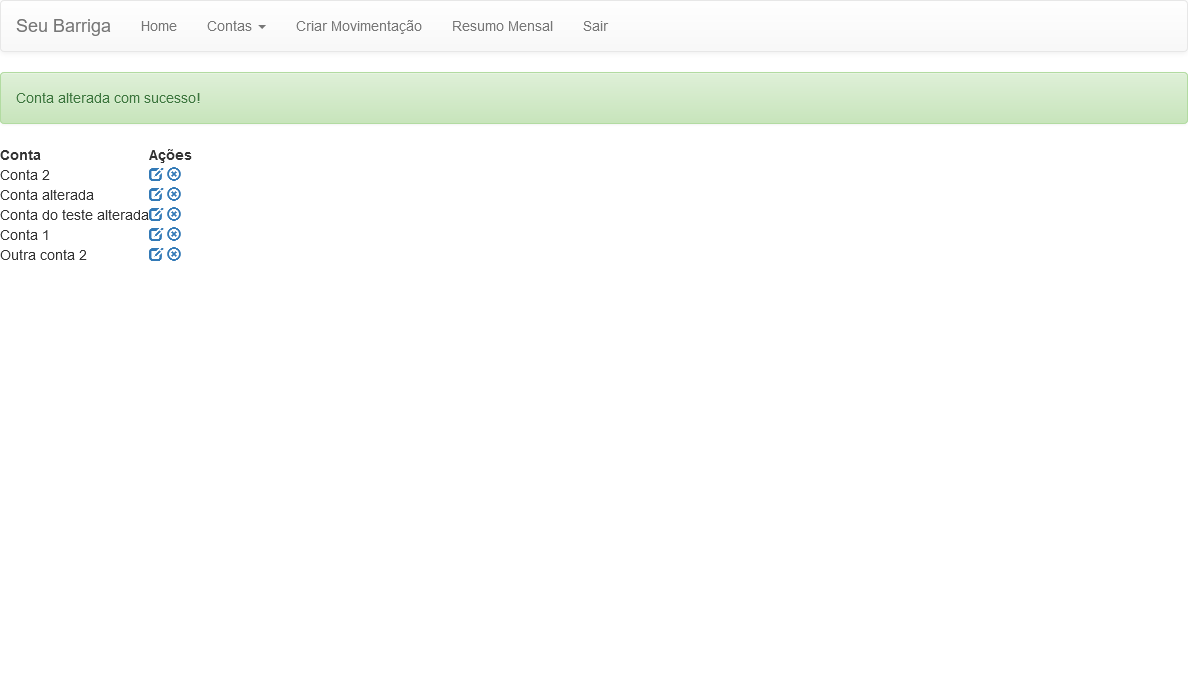 Seu Barriga Home Contas Criar Movimentação Resumo Mensal Sair
Conta alterada com sucesso!
Conta Ações
Conta 2
Conta alterada
Conta do teste alterada
Conta 1
Outra conta 2